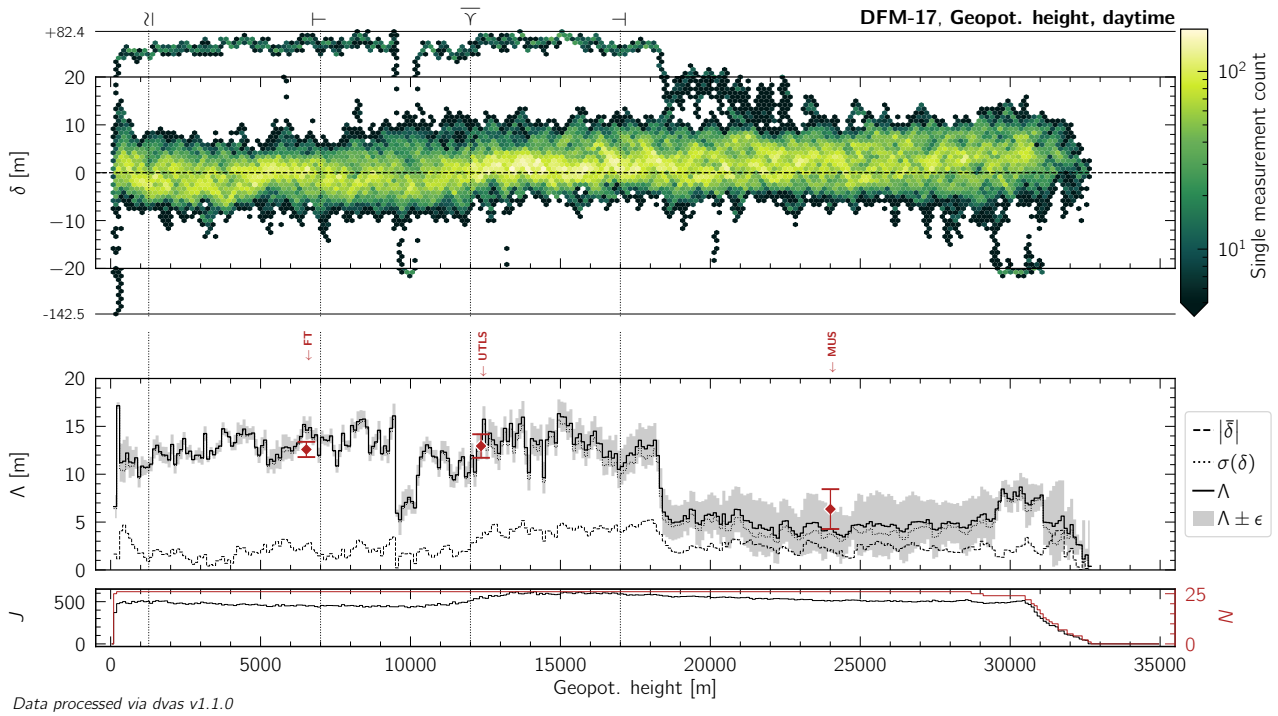 DFM-17, Geopot. height, daytime
+82.4
20
10
0
−10
−20
-142.5
δ [m]
10²
10¹
Single measurement count
FT
UTLS
MUS
20
15
10
5
0
Λ [m]
|δ̄|
σ(δ)
Λ
Λ ± ϵ
500
0
J
25
0
N
0 5000 10000 15000 20000 25000 30000 35000
Geopot. height [m]
Data processed via dvas v1.1.0